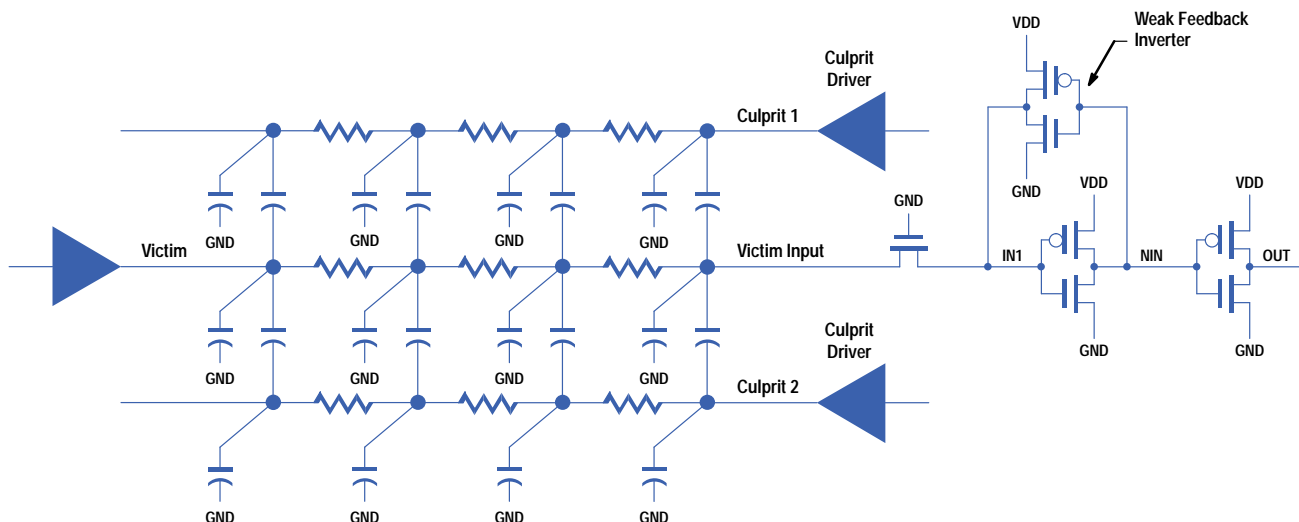 Weak Feedback
Inverter
VDD
Culprit
Driver
Culprit 1
GND
GND
GND
GND
GND
GND
VDD
VDD
Victim
Victim Input
IN1
NIN
OUT
GND
GND
GND
GND
Culprit
Driver
GND
GND
Culprit 2
GND
GND
GND
GND